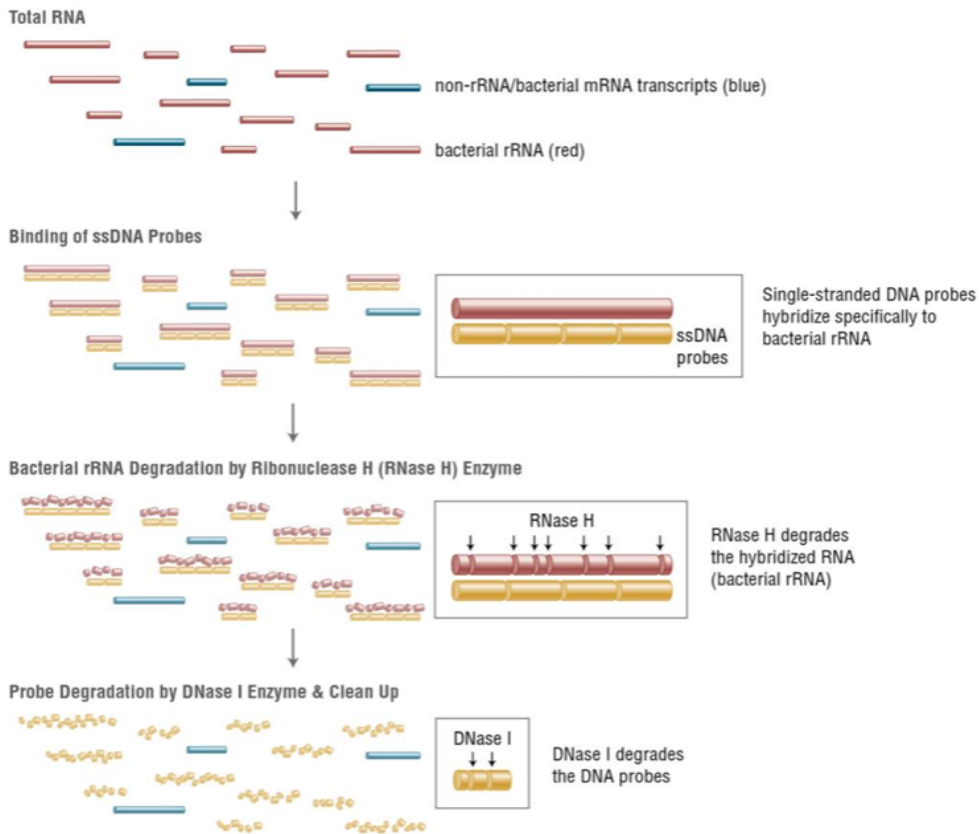 Total RNA
non-rRNA/bacterial mRNA transcripts (blue)
bacterial rRNA (red)
Binding of ssDNA Probes
ssDNA
probes
Single-stranded DNA probes
hybridize specifically to
bacterial rRNA
Bacterial rRNA Degradation by Ribonuclease H (RNase H) Enzyme
RNase H
RNase H degrades
the hybridized RNA
(bacterial rRNA)
Probe Degradation by DNase I Enzyme & Clean Up
DNase I
DNase I degrades
the DNA probes